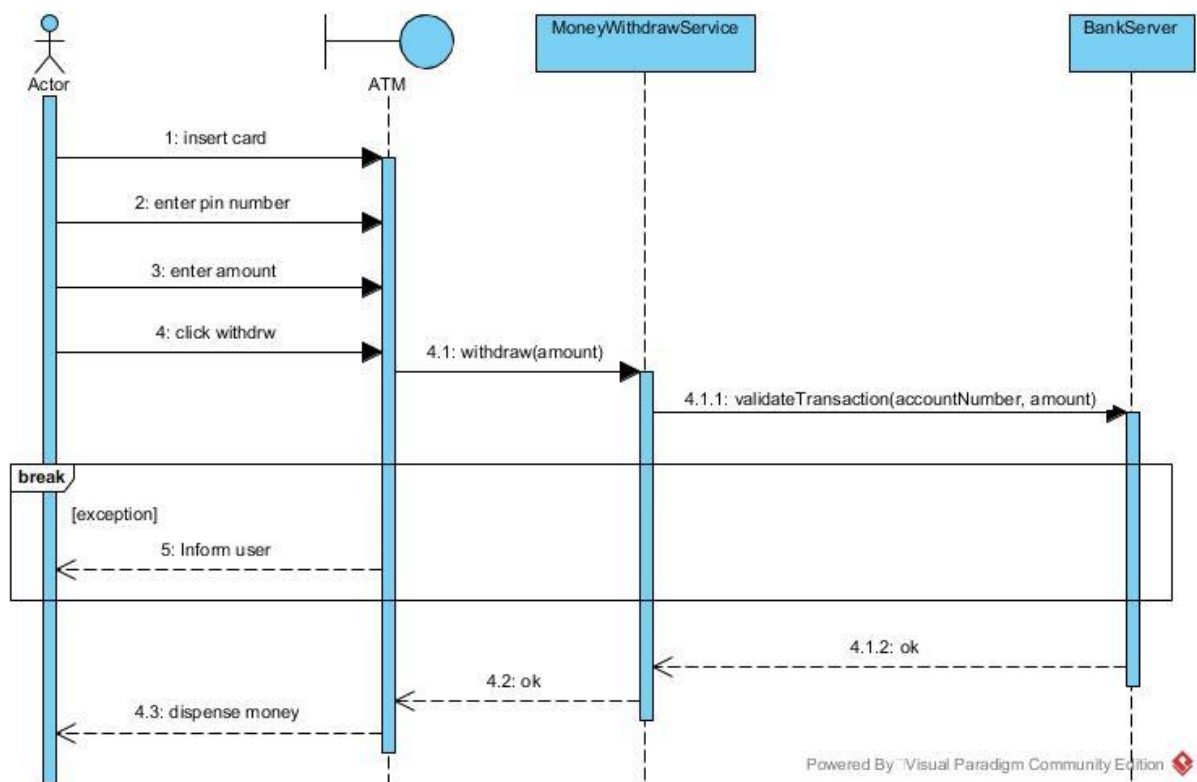 MoneyWithdrawService
BankServer
Actor
ATM
1: insert card
2: enter pin number
3: enter amount
4: click withdrw
4.1: withdraw(amount)
4.1.1: validateTransaction(accountNumber, amount)
break
[exception]
5: Inform user
4.1.2: ok
4.2: ok
4.3: dispense money
Powered By Visual Paradigm Community Edition